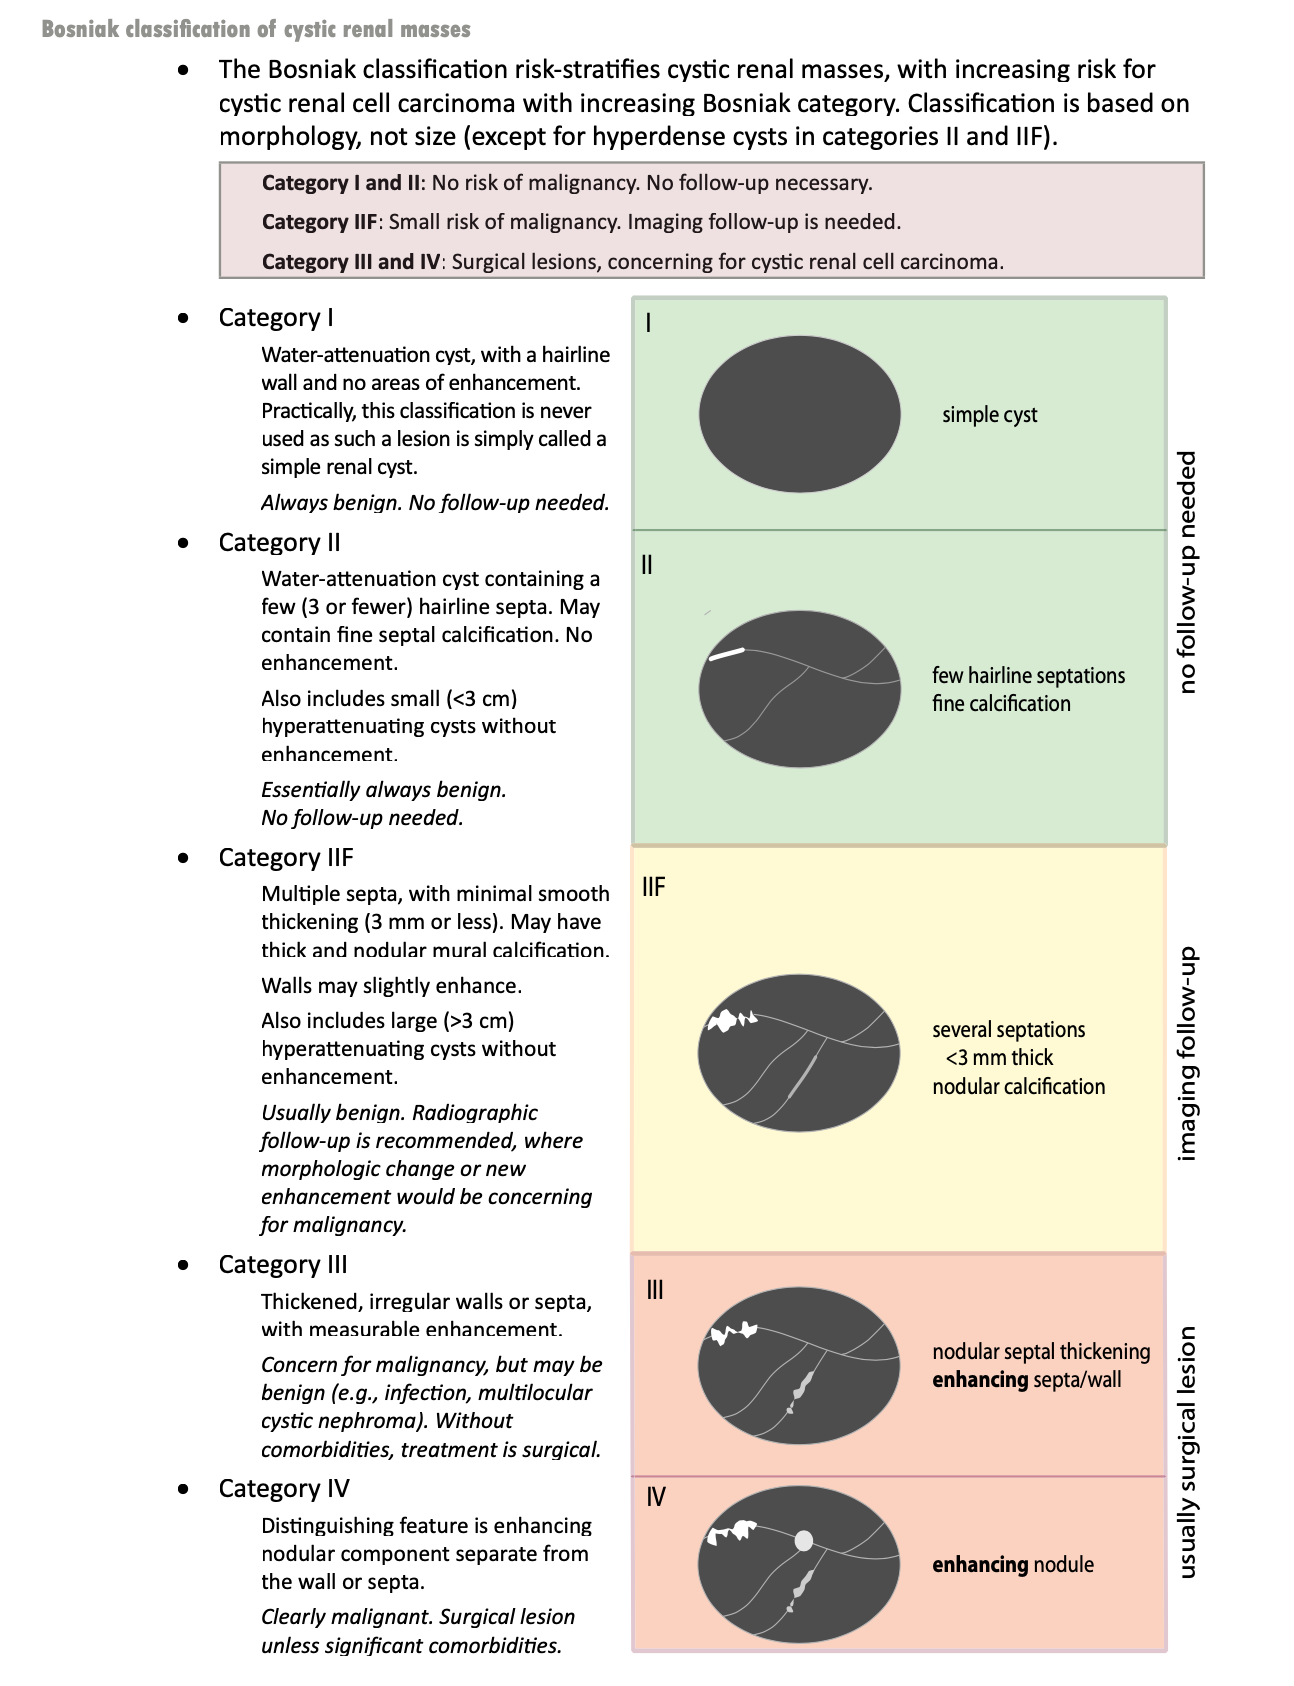 Bosniak classification of cystic renal masses
• The Bosniak classification risk-stratifies cystic renal masses, with increasing risk for
cystic renal cell carcinoma with increasing Bosniak category. Classification is based on
morphology, not size (except for hyperdense cysts in categories II and IIF).
Category I and II: No risk of malignancy. No follow-up necessary.
Category IIF: Small risk of malignancy. Imaging follow-up is needed.
Category III and IV: Surgical lesions, concerning for cystic renal cell carcinoma.
• Category I
Water-attenuation cyst, with a hairline
wall and no areas of enhancement.
Practically, this classification is never
used as such a lesion is simply called a
simple renal cyst.
Always benign. No follow-up needed.
• Category II
Water-attenuation cyst containing a
few (3 or fewer) hairline septa. May
contain fine septal calcification. No
enhancement.
Also includes small (<3 cm)
hyperattenuating cysts without
enhancement.
Essentially always benign.
No follow-up needed.
• Category IIF
Multiple septa, with minimal smooth
thickening (3 mm or less). May have
thick and nodular mural calcification.
Walls may slightly enhance.
Also includes large (>3 cm)
hyperattenuating cysts without
enhancement.
Usually benign. Radiographic
follow-up is recommended, where
morphologic change or new
enhancement would be concerning
for malignancy.
• Category III
Thickened, irregular walls or septa,
with measurable enhancement.
Concern for malignancy, but may be
benign (e.g., infection, multilocular
cystic nephroma). Without
comorbidities, treatment is surgical.
• Category IV
Distinguishing feature is enhancing
nodular component separate from
the wall or septa.
Clearly malignant. Surgical lesion
unless significant comorbidities.
I
simple cyst
II
few hairline septations
fine calcification
no follow-up needed
IIF
several septations
<3 mm thick
nodular calcification
imaging follow-up
III
nodular septal thickening
enhancing septa/wall
IV
enhancing nodule
usually surgical lesion